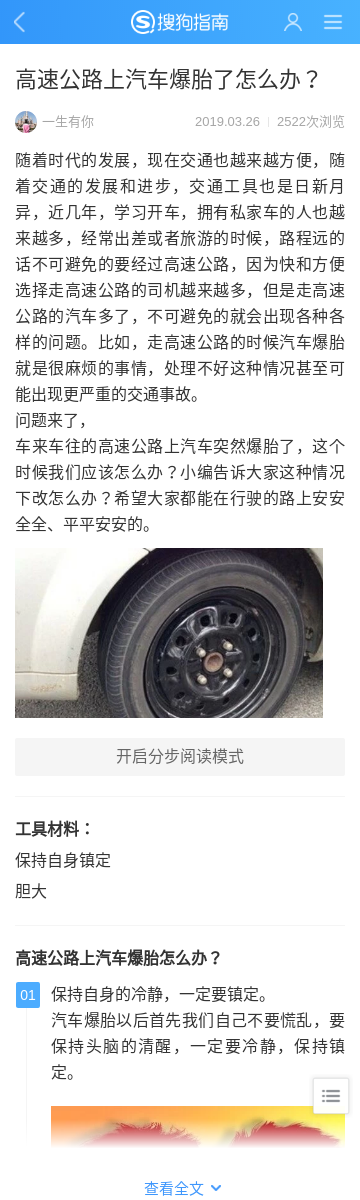 搜狗指南
高速公路上汽车爆胎了怎么办？
一生有你 2019.03.26 2522次浏览
随着时代的发展，现在交通也越来越方便，随
着交通的发展和进步，交通工具也是日新月
异，近几年，学习开车，拥有私家车的人也越
来越多，经常出差或者旅游的时候，路程远的
话不可避免的要经过高速公路，因为快和方便
选择走高速公路的司机越来越多，但是走高速
公路的汽车多了，不可避免的就会出现各种各
样的问题。比如，走高速公路的时候汽车爆胎
就是很麻烦的事情，处理不好这种情况甚至可
能出现更严重的交通事故。
问题来了，
车来车往的高速公路上汽车突然爆胎了，这个
时候我们应该怎么办？小编告诉大家这种情况
下改怎么办？希望大家都能在行驶的路上安安
全全、平平安安的。
开启分步阅读模式
工具材料：
保持自身镇定
胆大
高速公路上汽车爆胎怎么办？
01 保持自身的冷静，一定要镇定。
汽车爆胎以后首先我们自己不要慌乱，要
保持头脑的清醒，一定要冷静，保持镇
定。
查看全文